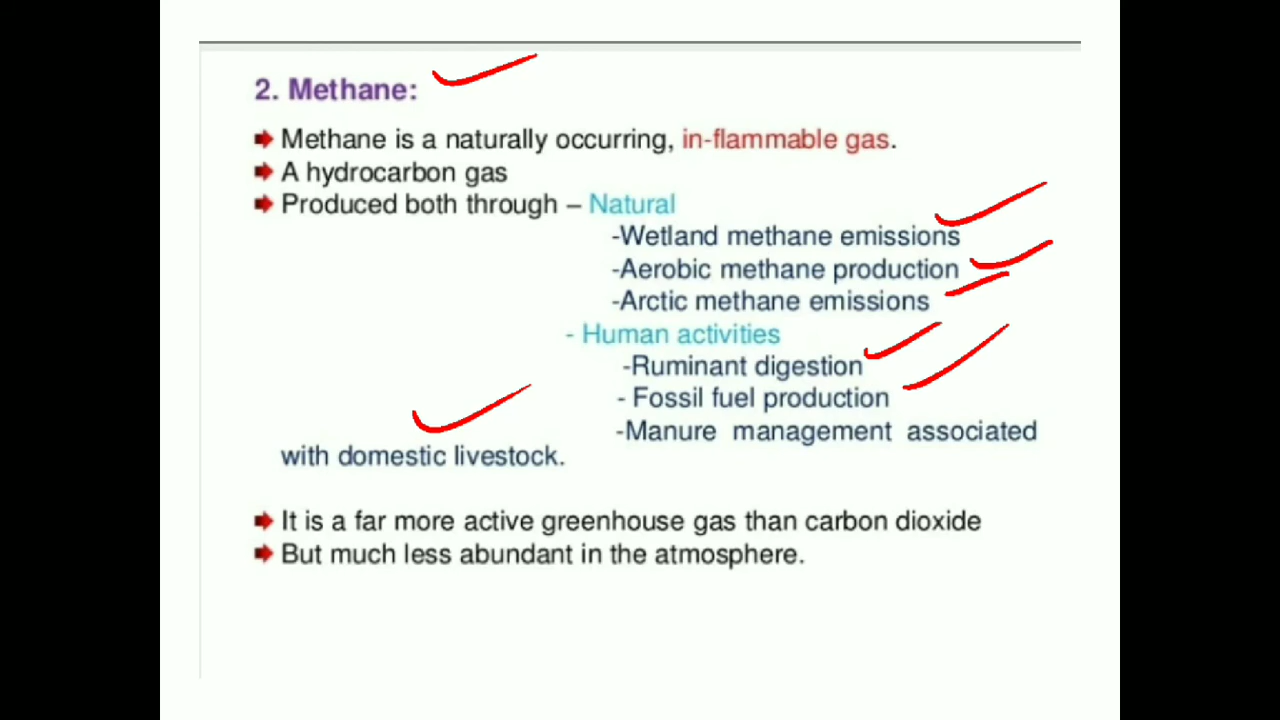 2. Methane:
Methane is a naturally occurring, in-flammable gas.
A hydrocarbon gas
Produced both through – Natural
-Wetland methane emissions
-Aerobic methane production
-Arctic methane emissions
- Human activities
-Ruminant digestion
- Fossil fuel production
-Manure management associated
with domestic livestock.
It is a far more active greenhouse gas than carbon dioxide
But much less abundant in the atmosphere.